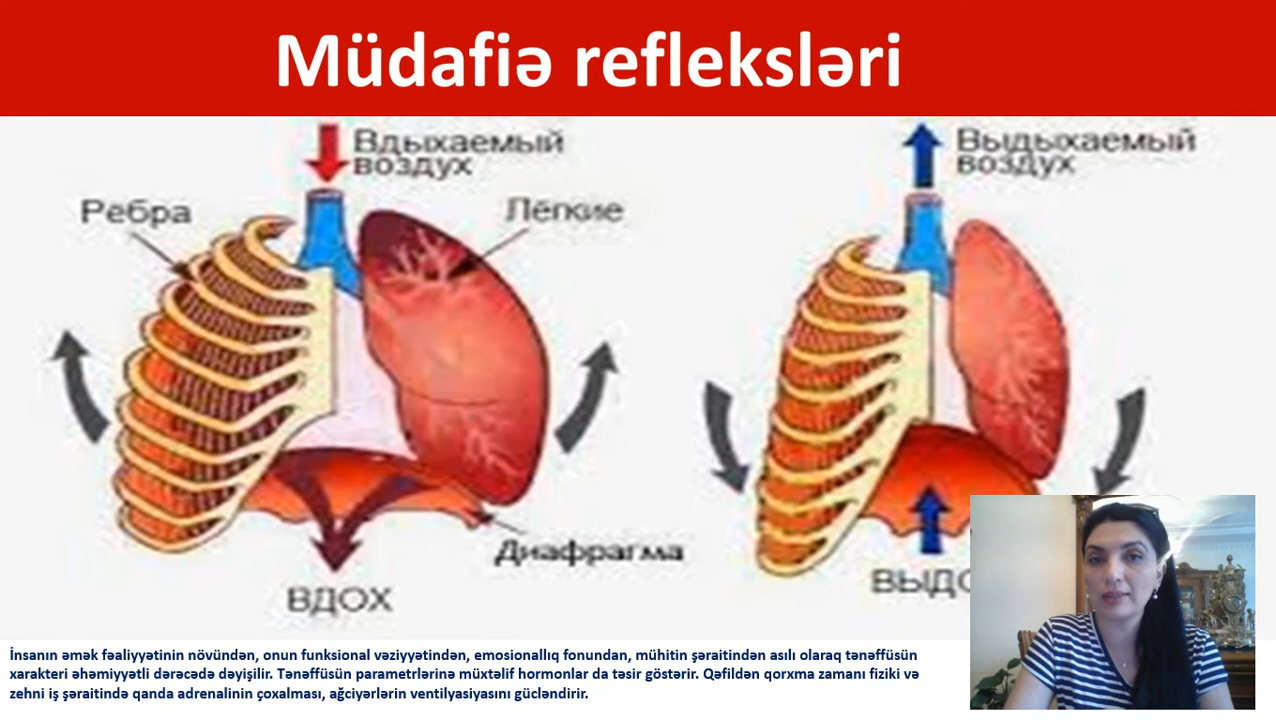 Müdafiə refleksləri
Вдыхаемый
воздух
Выдыхаемый
воздух
Рёбра
Лёгкие
Диафрагма
ВДОХ
İnsanın əmək fəaliyyətinin növündən, onun funksional vəziyyətindən, emosionallıq fonundan, mühitin şəraitindən asılı olaraq tənəffüsün
xarakteri əhəmiyyətli dərəcədə dəyişilir. Tənəffüsün parametrlərinə müxtəlif hormonlar da təsir göstərir. Qəfildən qorxma zamanı fiziki və
zehni iş şəraitində qanda adrenalinin çoxalması, ağciyərlərin ventilyasiyasını gücləndirir.